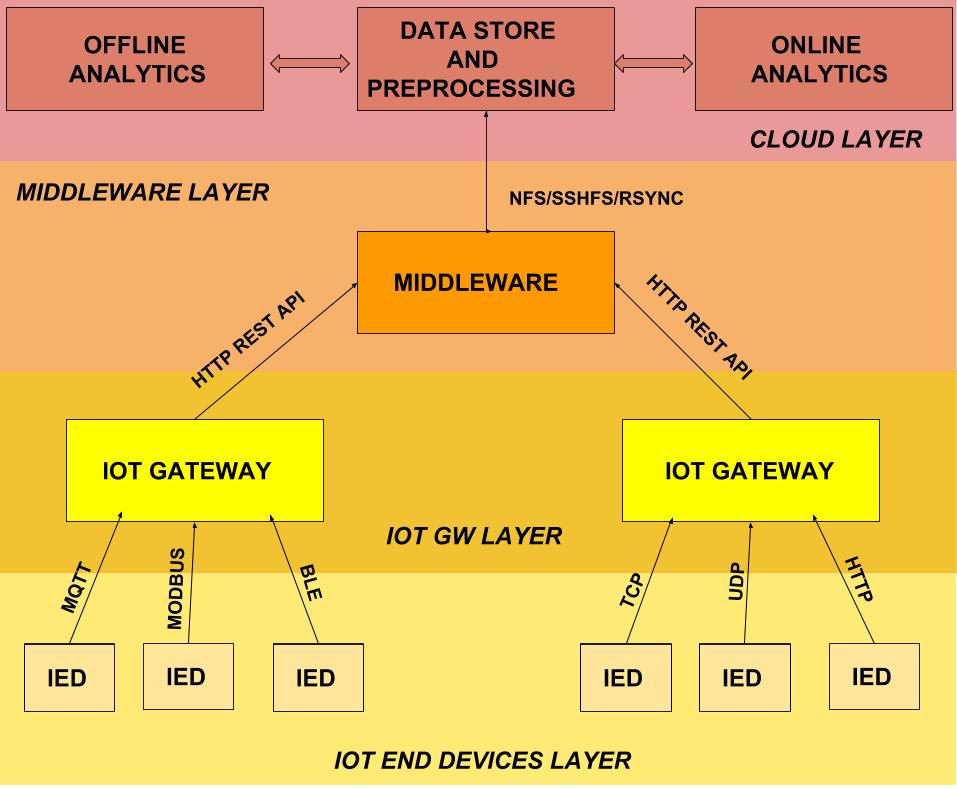 OFFLINE
ANALYTICS
DATA STORE
AND
PREPROCESSING
ONLINE
ANALYTICS
CLOUD LAYER
MIDDLEWARE LAYER
NFS/SSHFS/RSYNC
MIDDLEWARE
HTTP REST API
HTTP REST API
IOT GATEWAY
IOT GATEWAY
IOT GW LAYER
MQTT
MODBUS
BLE
TCP
UDP
HTTP
IED
IED
IED
IED
IED
IED
IOT END DEVICES LAYER